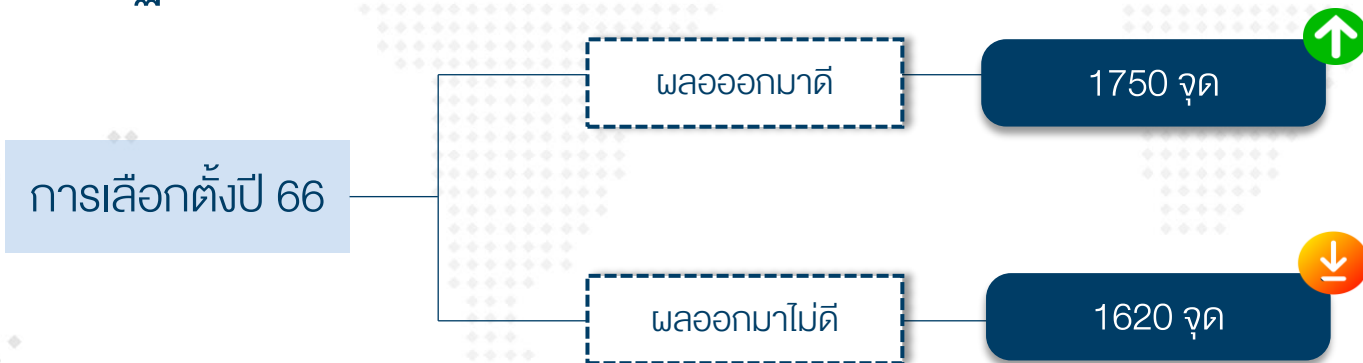 ผลอออกมาดี
1750 จุด
การเลือกตั้งปี 66
ผลออกมาไม่ดี
1620 จุด